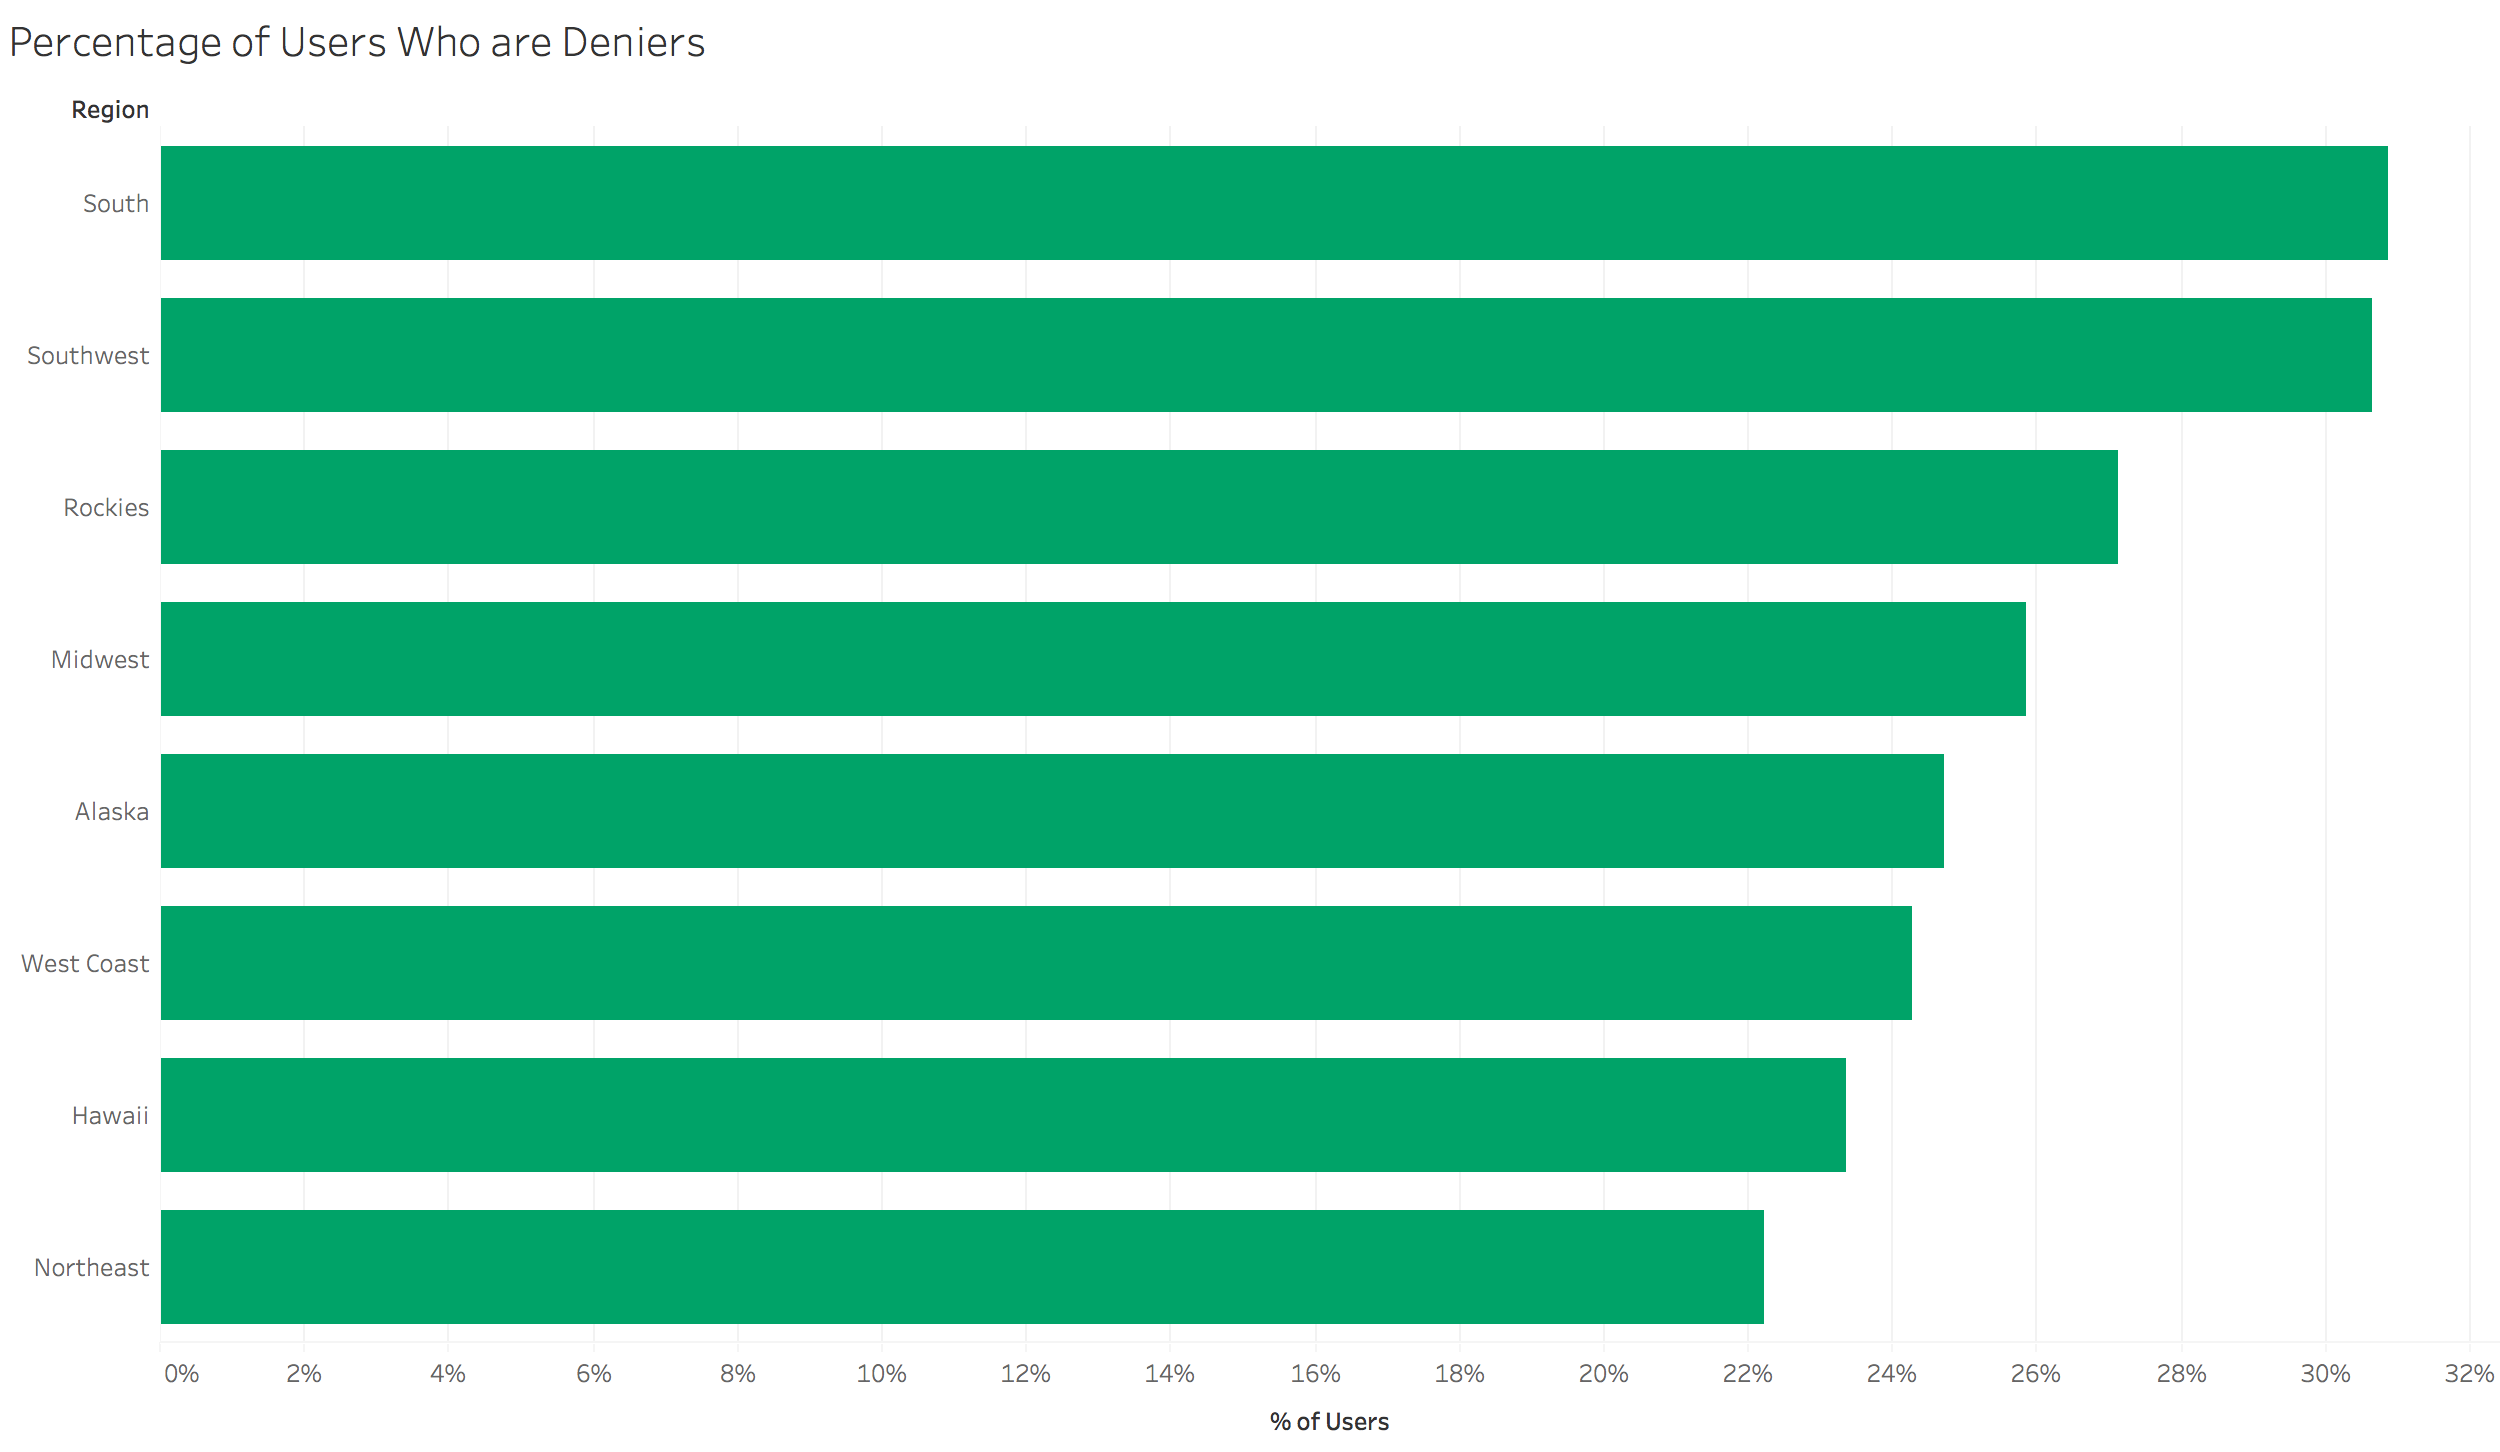 Percentage of Users Who are Deniers
Region
South
Southwest
Rockies
Midwest
Alaska
West Coast
Hawaii
Northeast
0% 2% 4% 6% 8% 10% 12% 14% 16% 18% 20% 22% 24% 26% 28% 30% 32%
% of Users